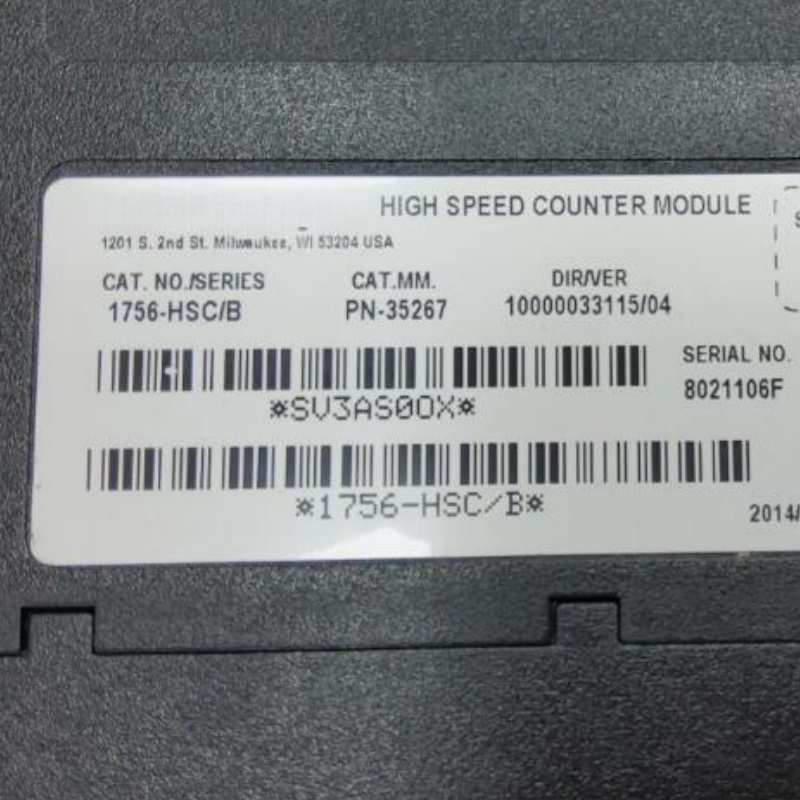 HIGH SPEED COUNTER MODULE
1201 S. 2nd St. Milwaukee, WI 53204 USA
CAT. NO./SERIES CAT.MM. DIR/VER
1756-HSC/B PN-35267 10000033115/04
SERIAL NO.
8021106F
*SV3AS00X*
*1756-HSC/B*
2014/